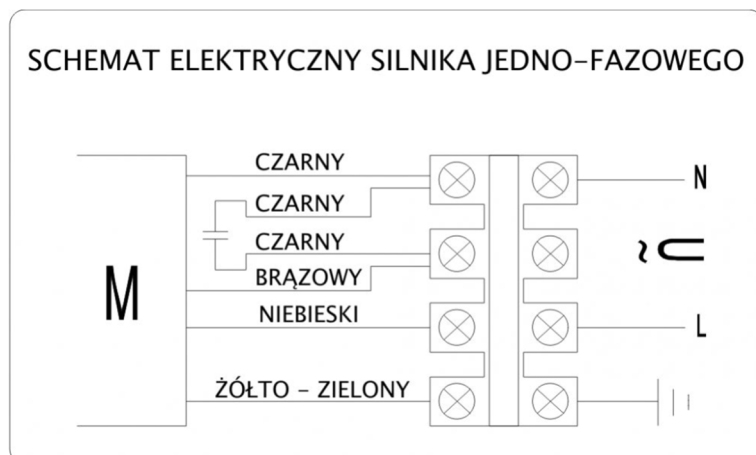 SCHEMAT ELEKTRYCZNY SILNIKA JEDNO-FAZOWEGO
CZARNY
N
CZARNY
CZARNY
~ U
BRĄZOWY
M
NIEBIESKI
L
ŻÓŁTO - ZIELONY